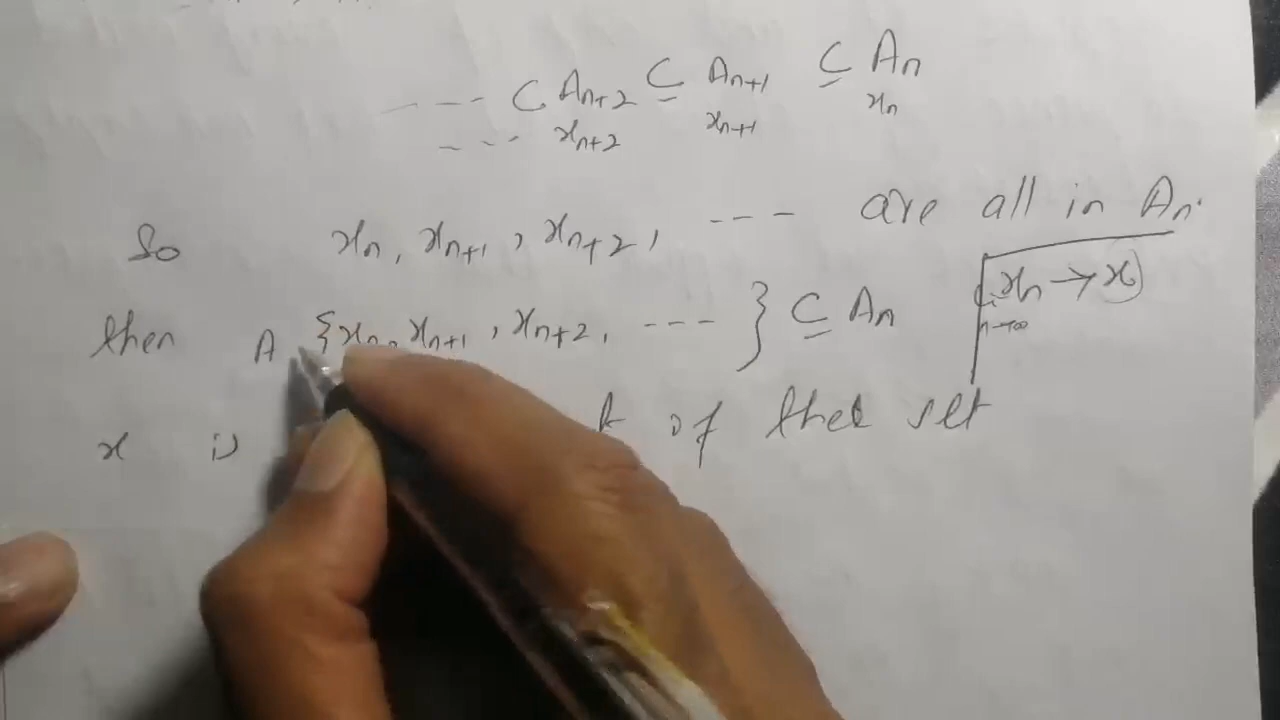 --- ⊂ Aₙ₊₂ ⊆ Aₙ₊₁ ⊆ Aₙ
--- xₙ₊₂ xₙ₊₁ xₙ
So xₙ, xₙ₊₁, xₙ₊₂, --- are all in Aₙ.
then A {xₙ, xₙ₊₁, xₙ₊₂, ---} ⊆ Aₙ
xₙ → x
n→∞
x is of the set